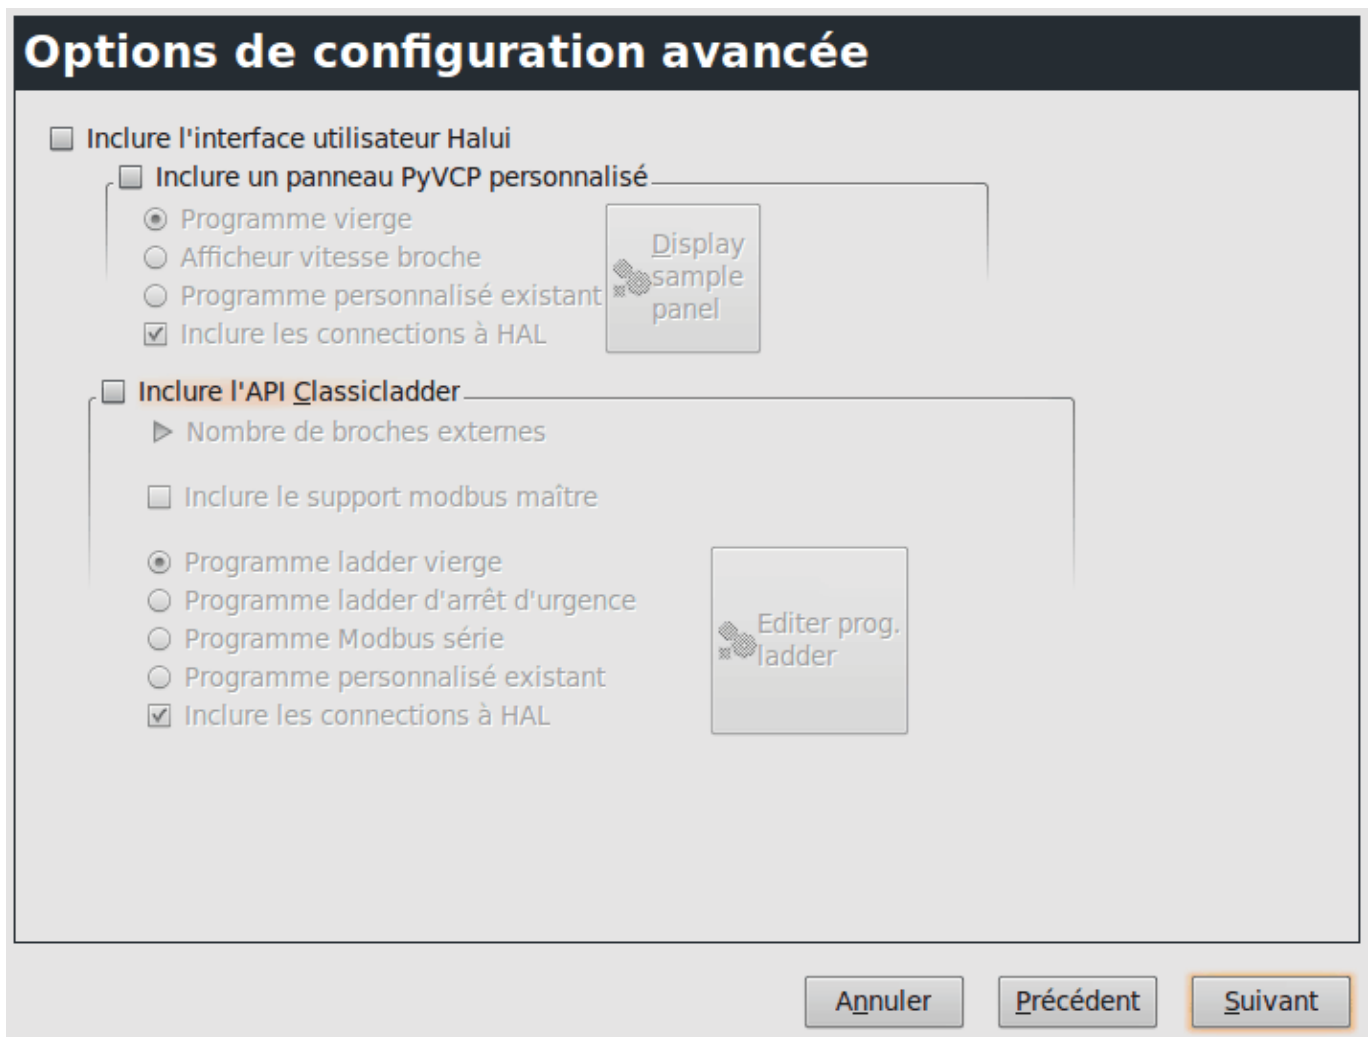 Options de configuration avancée
Inclure l'interface utilisateur Halui
Inclure un panneau PyVCP personnalisé
Programme vierge
Afficheur vitesse broche
Programme personnalisé existant
Inclure les connections à HAL
Display
sample
panel
Inclure l'API Classicladder
Nombre de broches externes
Inclure le support modbus maître
Programme ladder vierge
Programme ladder d'arrêt d'urgence
Programme Modbus série
Programme personnalisé existant
Inclure les connections à HAL
Editer prog.
ladder
Annuler
Précédent
Suivant